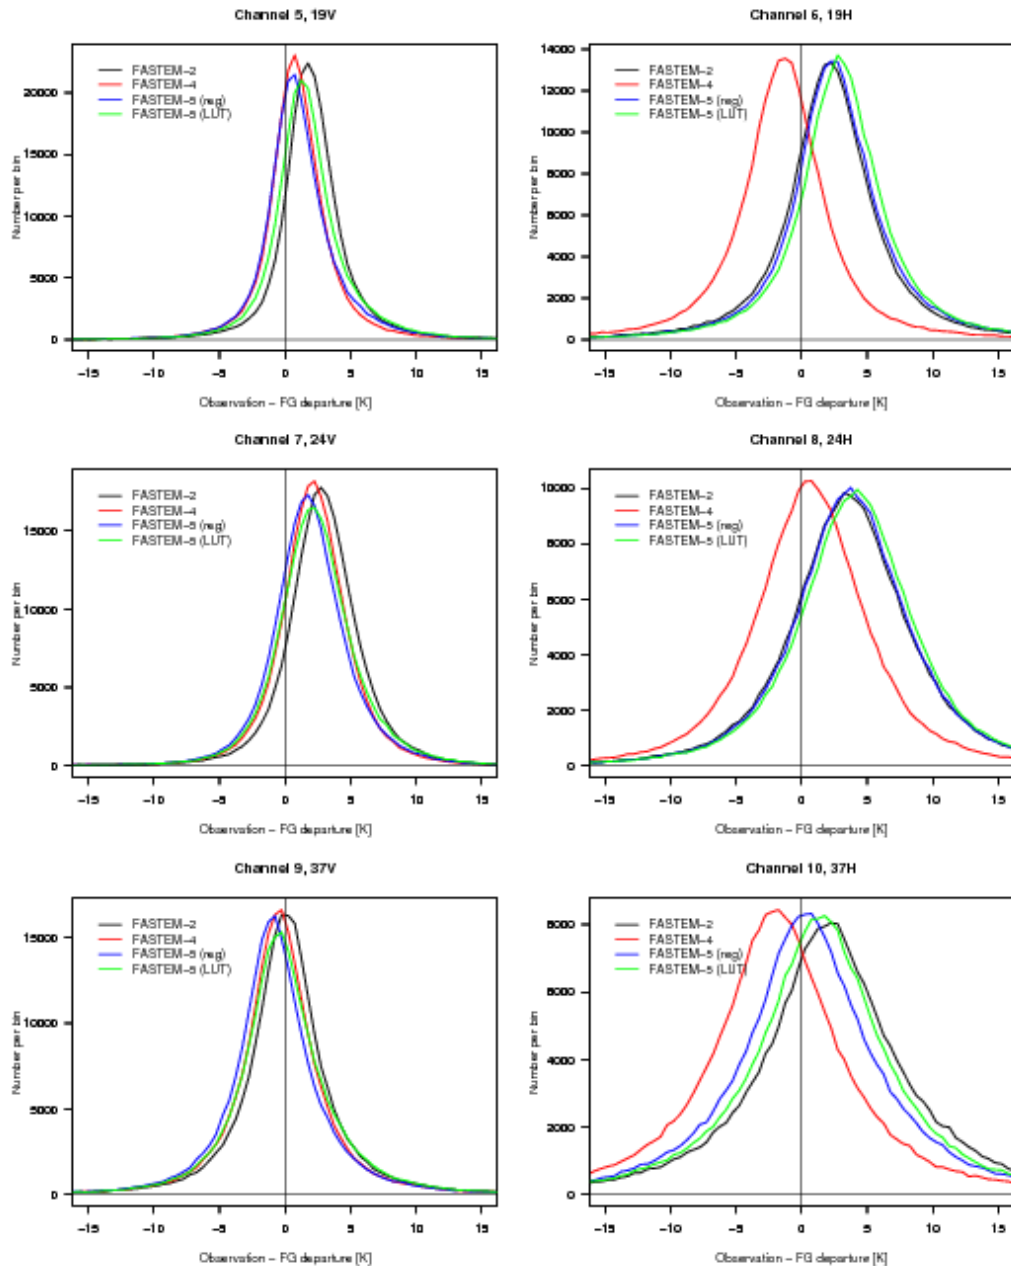 Channel 5, 19V
FASTEM-2
FASTEM-4
FASTEM-5 (reg)
FASTEM-5 (LUT)
Number per bin
20000
15000
10000
5000
0
-15 -10 -5 0 5 10 15
Observation - FG departure [K]
Channel 6, 19H
FASTEM-2
FASTEM-4
FASTEM-5 (reg)
FASTEM-5 (LUT)
Number per bin
14000
12000
10000
8000
6000
4000
2000
0
-15 -10 -5 0 5 10 15
Observation - FG departure [K]
Channel 7, 24V
FASTEM-2
FASTEM-4
FASTEM-5 (reg)
FASTEM-5 (LUT)
Number per bin
15000
10000
5000
0
-15 -10 -5 0 5 10 15
Observation - FG departure [K]
Channel 8, 24H
FASTEM-2
FASTEM-4
FASTEM-5 (reg)
FASTEM-5 (LUT)
Number per bin
10000
8000
6000
4000
2000
0
-15 -10 -5 0 5 10 15
Observation - FG departure [K]
Channel 9, 37V
FASTEM-2
FASTEM-4
FASTEM-5 (reg)
FASTEM-5 (LUT)
Number per bin
15000
10000
5000
0
-15 -10 -5 0 5 10 15
Observation - FG departure [K]
Channel 10, 37H
FASTEM-2
FASTEM-4
FASTEM-5 (reg)
FASTEM-5 (LUT)
Number per bin
8000
6000
4000
2000
0
-15 -10 -5 0 5 10 15
Observation - FG departure [K]